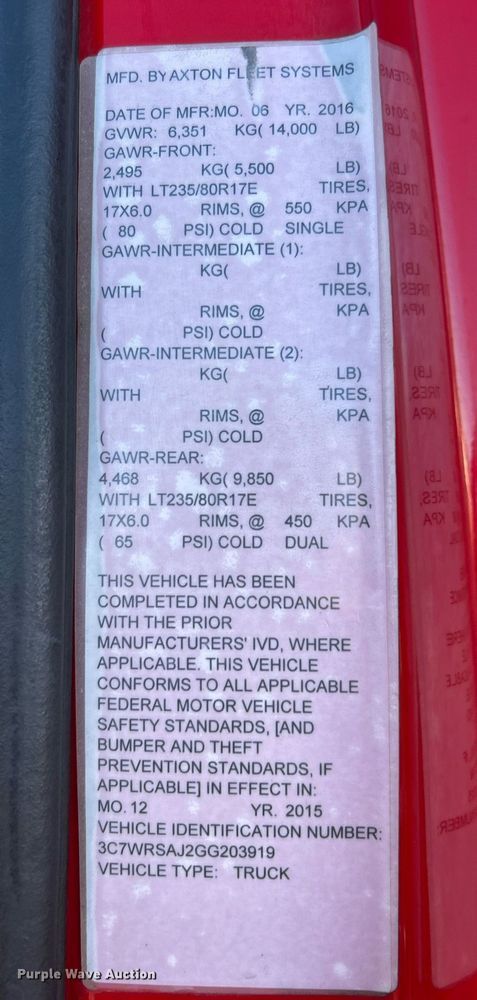 MFD. BY AXTON FLEET SYSTEMS
DATE OF MFR:MO. 06 YR. 2016
GVWR: 6,351 KG( 14,000 LB)
GAWR-FRONT:
2,495 KG( 5,500 LB)
WITH LT235/80R17E TIRES,
17X6.0 RIMS, @ 550 KPA
( 80 PSI) COLD SINGLE
GAWR-INTERMEDIATE (1):
KG( LB)
WITH TIRES,
RIMS, @ KPA
( PSI) COLD
GAWR-INTERMEDIATE (2):
KG( LB)
WITH TIRES,
RIMS, @ KPA
( PSI) COLD
GAWR-REAR:
4,468 KG( 9,850 LB)
WITH LT235/80R17E TIRES,
17X6.0 RIMS, @ 450 KPA
( 65 PSI) COLD DUAL
THIS VEHICLE HAS BEEN
COMPLETED IN ACCORDANCE
WITH THE PRIOR
MANUFACTURERS' IVD, WHERE
APPLICABLE. THIS VEHICLE
CONFORMS TO ALL APPLICABLE
FEDERAL MOTOR VEHICLE
SAFETY STANDARDS, [AND
BUMPER AND THEFT
PREVENTION STANDARDS, IF
APPLICABLE] IN EFFECT IN:
MO. 12 YR. 2015
VEHICLE IDENTIFICATION NUMBER:
3C7WRSAJ2GG203919
VEHICLE TYPE: TRUCK
Purple Wave Auction